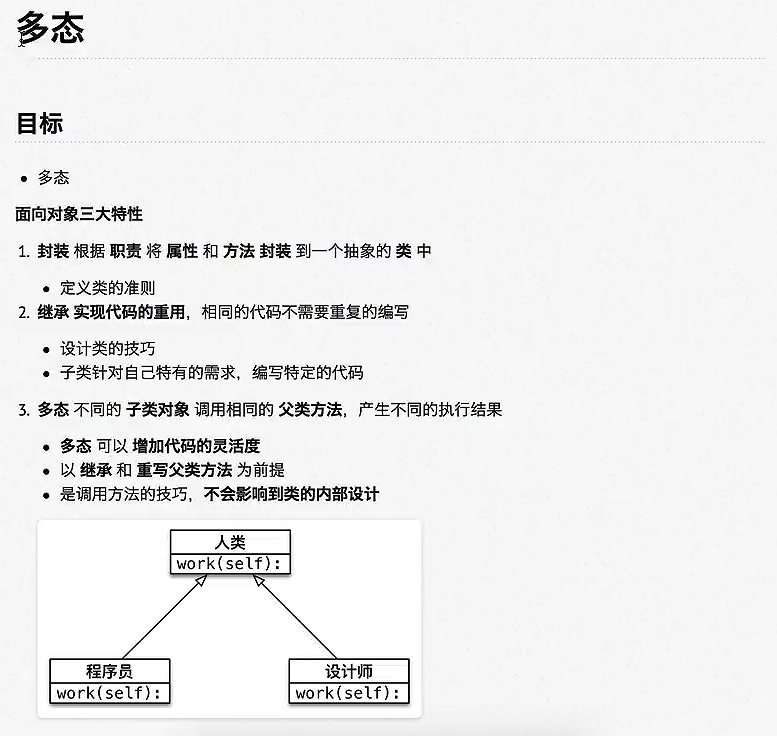 多态
目标
• 多态
面向对象三大特性
1. 封装 根据 职责 将 属性 和 方法 封装 到一个抽象的 类 中
• 定义类的准则
2. 继承 实现代码的重用，相同的代码不需要重复的编写
• 设计类的技巧
• 子类针对自己特有的需求，编写特定的代码
3. 多态 不同的 子类对象 调用相同的 父类方法，产生不同的执行结果
• 多态 可以 增加代码的灵活度
• 以 继承 和 重写父类方法 为前提
• 是调用方法的技巧，不会影响到类的内部设计
人类
work(self):
程序员
work(self):
设计师
work(self):